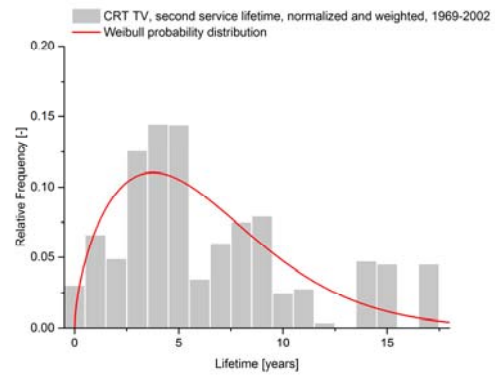 CRT TV, second service lifetime, normalized and weighted, 1969-2002
Weibull probability distribution
0.20
0.15
0.10
0.05
0.00
Relative Frequency [-]
0 5 10 15
Lifetime [years]